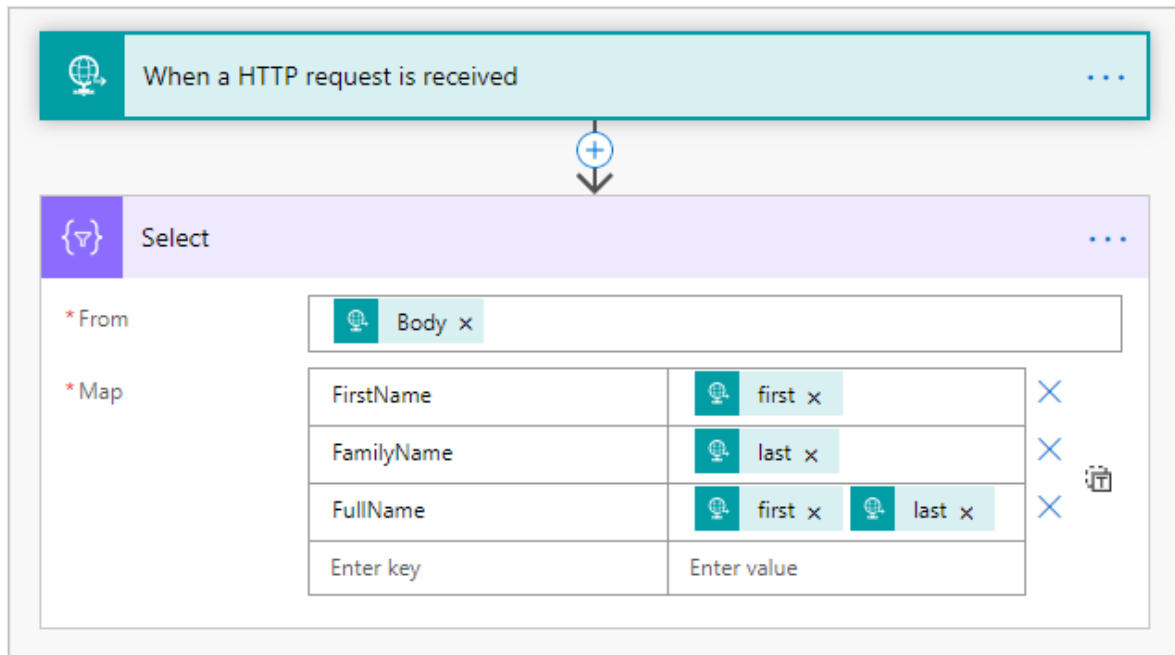 When a HTTP request is received
Select
*From Body
*Map FirstName first
FamilyName last
FullName first last
Enter key Enter value